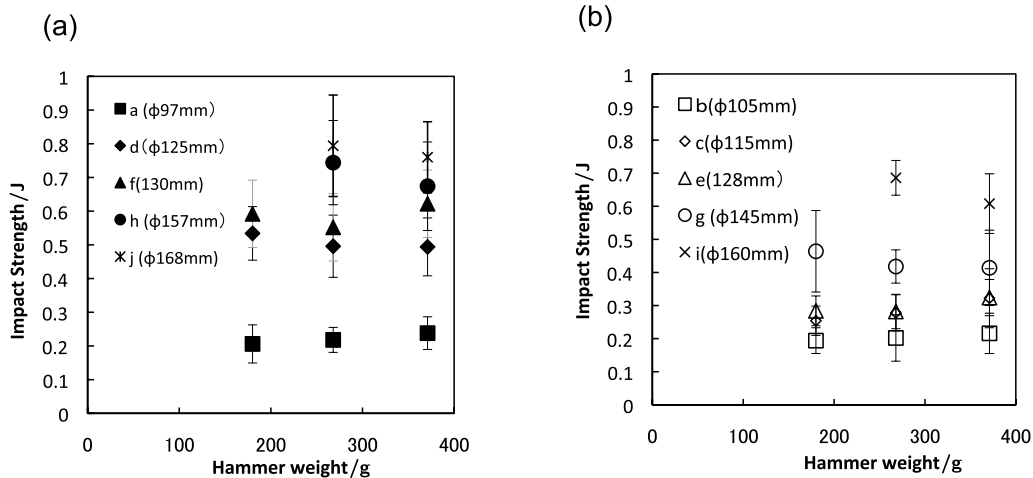 (a)
1
0.9
0.8
0.7
0.6
0.5
0.4
0.3
0.2
0.1
0
0
100
200
300
400
Impact Strength/J
Hammer weight/g
a (φ97mm)
d(φ125mm)
f(130mm)
h (φ157mm)
j (φ168mm)
(b)
1
0.9
0.8
0.7
0.6
0.5
0.4
0.3
0.2
0.1
0
0
100
200
300
400
Impact Strength/J
Hammer weight/g
b(φ105mm)
c(φ115mm)
e(128mm)
g (φ145mm)
i(φ160mm)